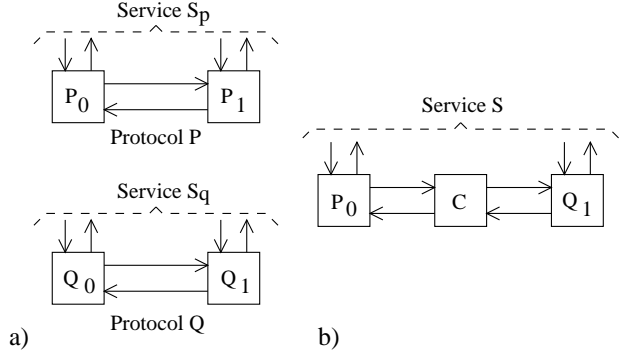 Service Sp
P0 P1
Protocol P
Service Sq
Q0 Q1
Protocol Q
a)
Service S
P0 C Q1
b)